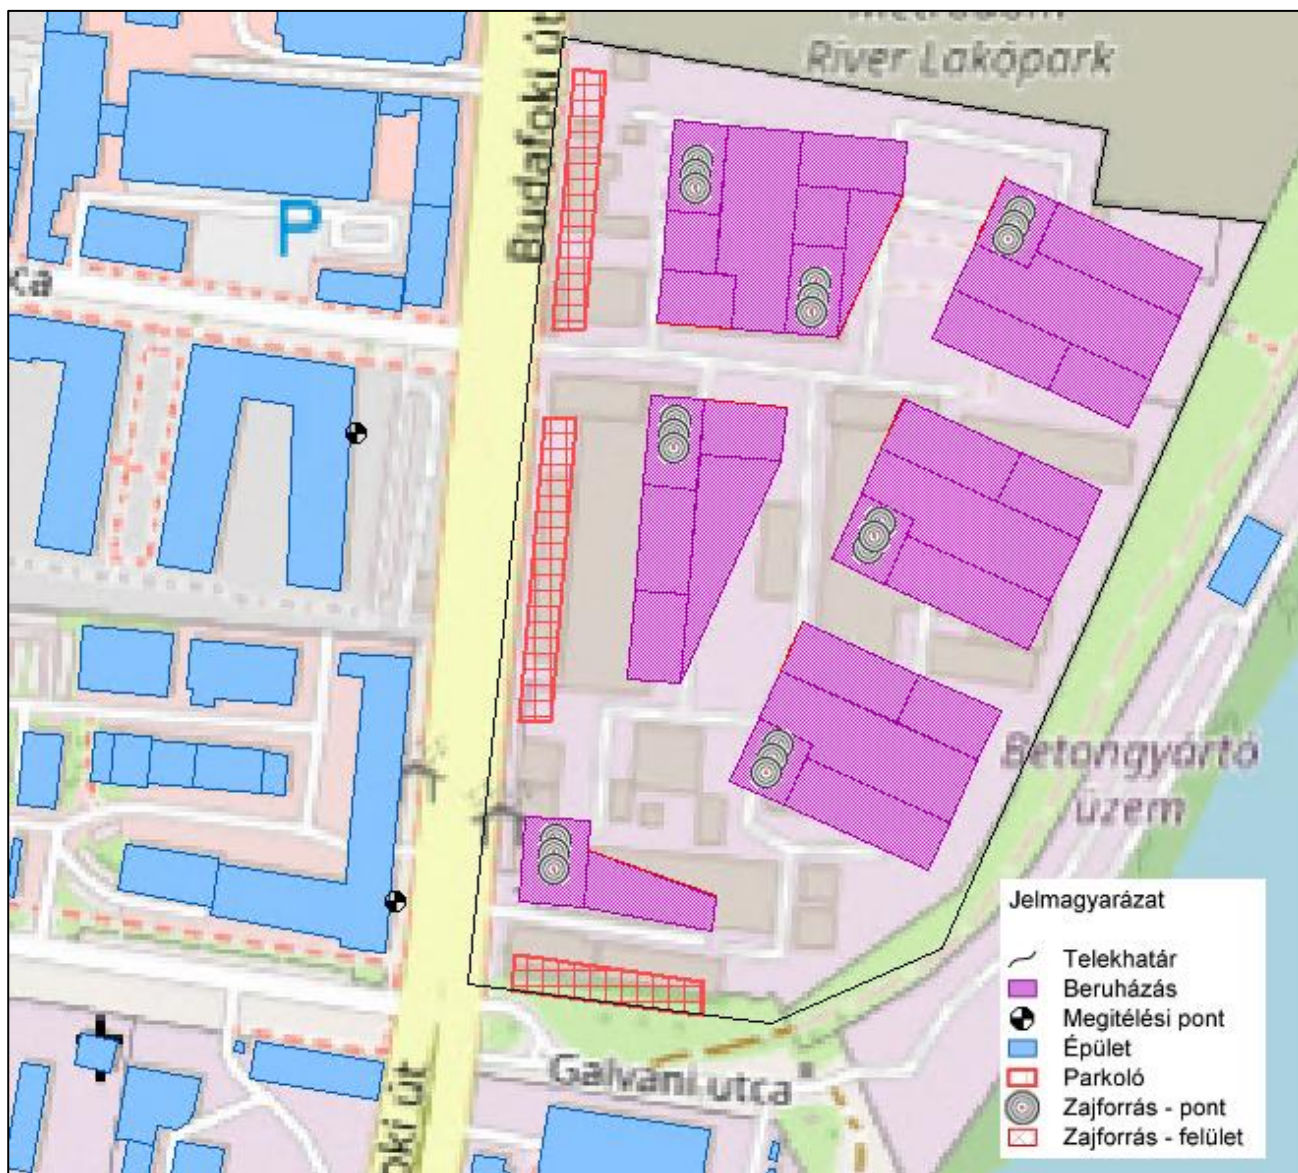 River Lakópark
Budafoki út
P
ca
Betongyártó
üzem
Jelmagyarázat
Telekhatár
Beruházás
Megitélési pont
Épület
Parkoló
Zajforrás - pont
Zajforrás - felület
Galvani utca
oki út